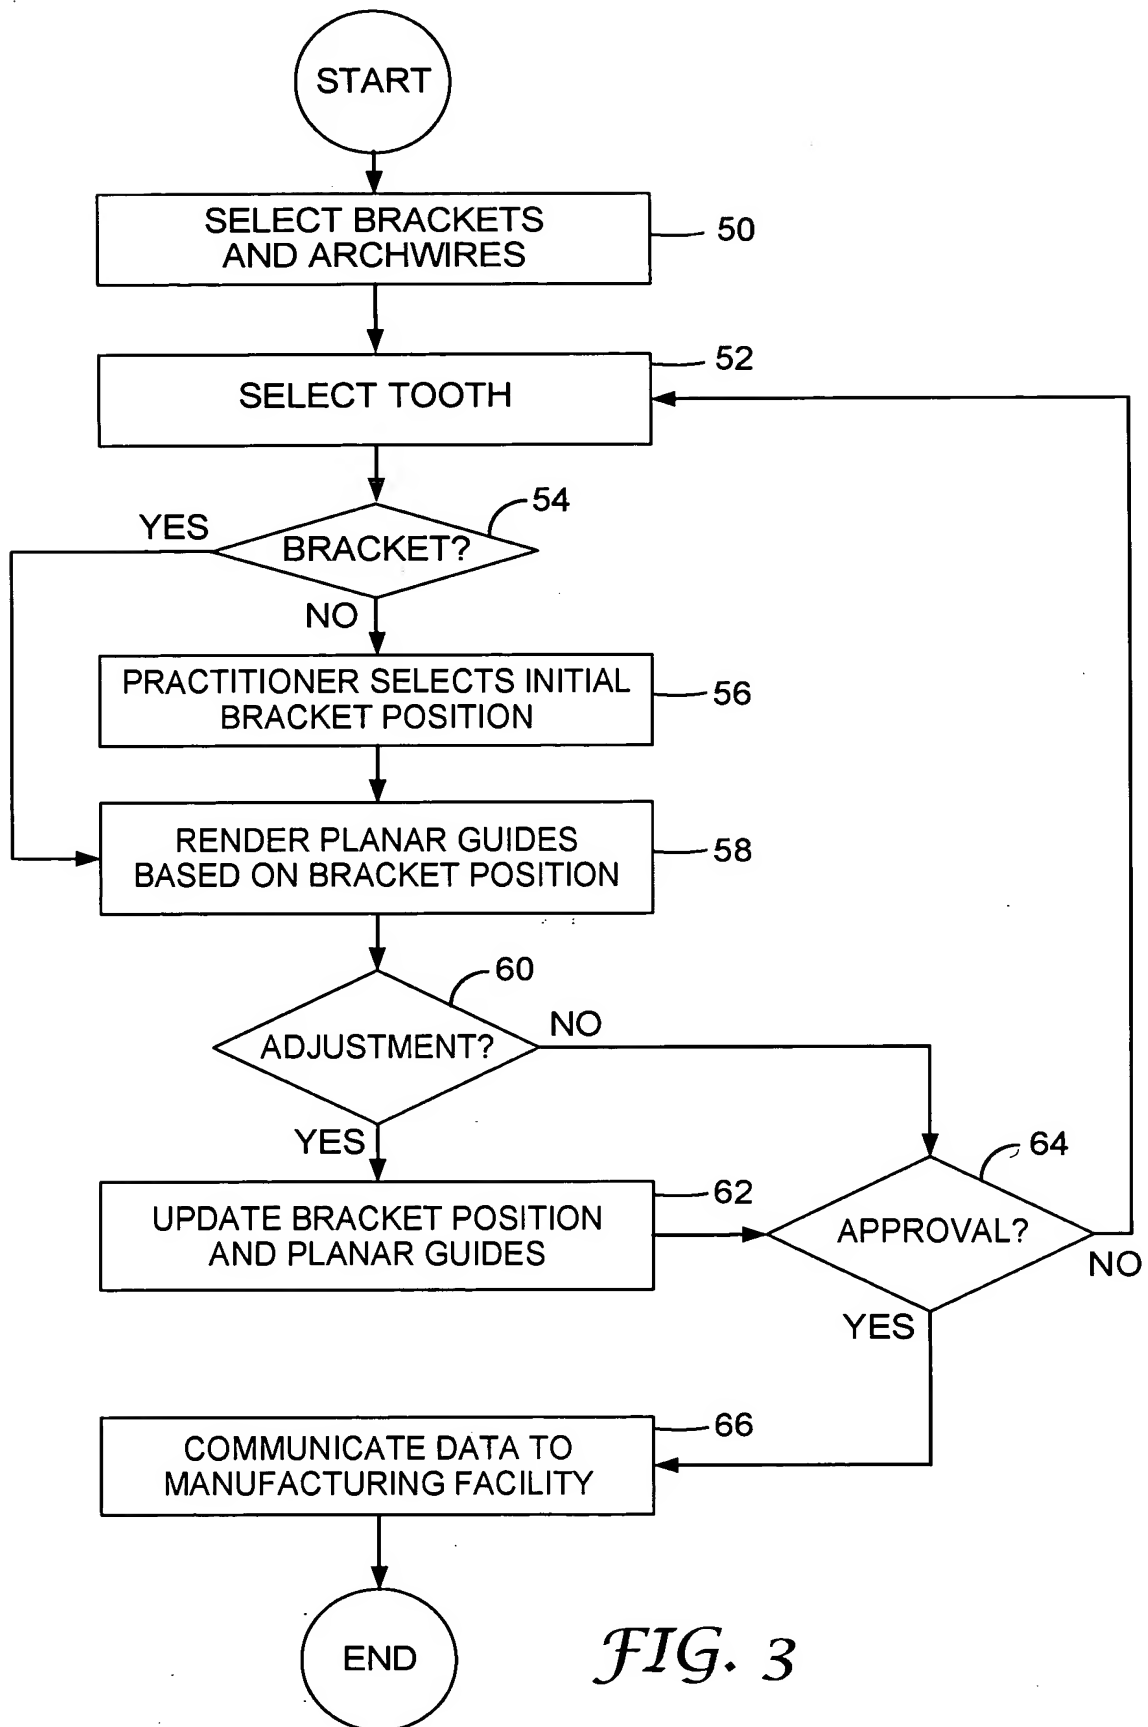 START
SELECT BRACKETS
AND ARCHWIRES
50
52
SELECT TOOTH
54
YES
BRACKET?
NO
PRACTITIONER SELECTS INITIAL
BRACKET POSITION
56
RENDER PLANAR GUIDES
BASED ON BRACKET POSITION
58
60
NO
ADJUSTMENT?
YES
64
62
UPDATE BRACKET POSITION
AND PLANAR GUIDES
APPROVAL?
NO
YES
66
COMMUNICATE DATA TO
MANUFACTURING FACILITY
END
FIG. 3